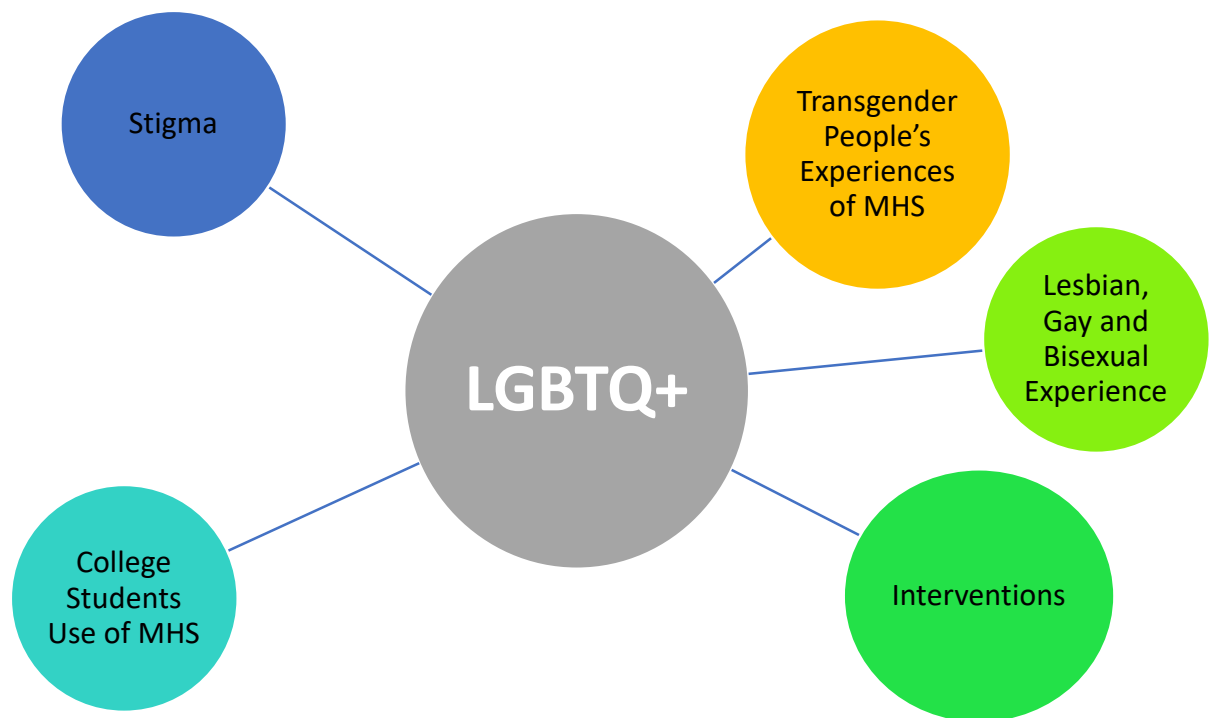 Stigma
Transgender
People’s
Experiences
of MHS
LGBTQ+
Lesbian,
Gay and
Bisexual
Experience
College
Students
Use of MHS
Interventions